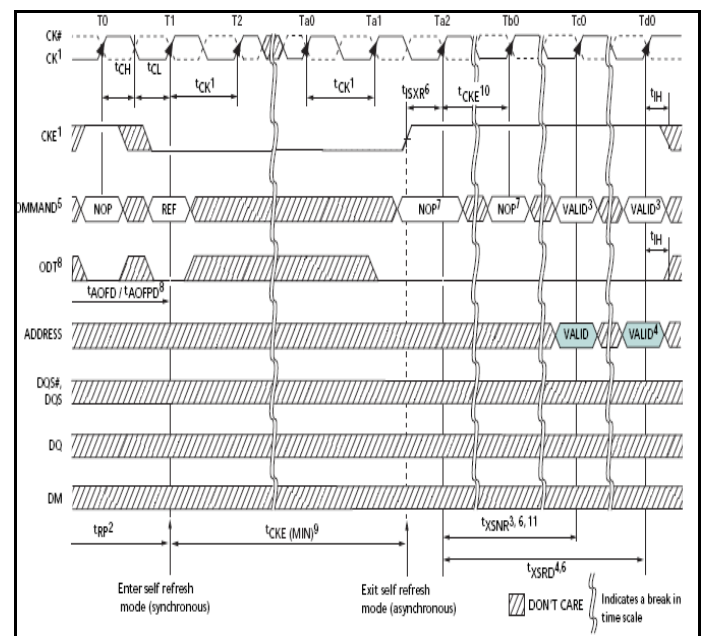 T0 T1 T2 Ta0 Ta1 Ta2 Tb0 Tc0 Td0
CK#
CK1
tCH tCL tCK1 tCK1 tISXR6 tCKE10 tIH
CKE1
OMMAND5 NOP REF NOP7 NOP7 VALID3 VALID3
tIH
ODT8
tAOFD / tAOFPD8
ADDRESS VALID VALID4
DQS#,
DQS
DQ
DM
tRP2 tCKE (MIN)9 tXSNR3, 6, 11
tXSRD4,6
Enter self refresh
mode (synchronous)
Exit self refresh
mode (asynchronous)
DON'T CARE
Indicates a break in
time scale